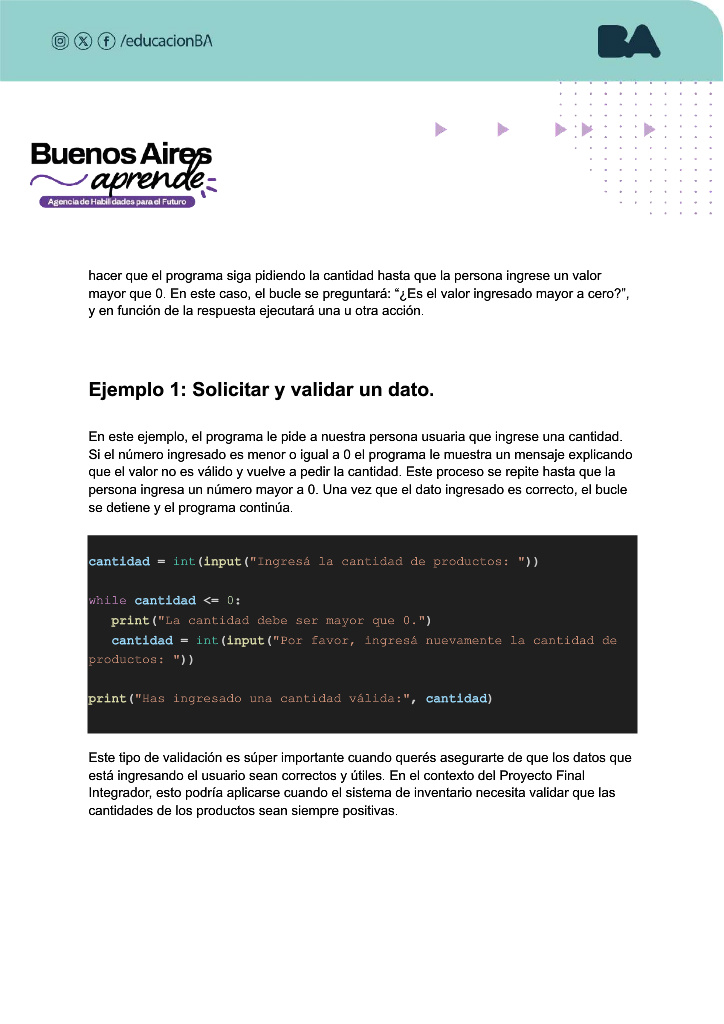 /educacionBA
BA
Buenos Aires
aprende
Agencia de Habilidades para el Futuro
hacer que el programa siga pidiendo la cantidad hasta que la persona ingrese un valor
mayor que 0. En este caso, el bucle se preguntará: “¿Es el valor ingresado mayor a cero?”,
y en función de la respuesta ejecutará una u otra acción.
Ejemplo 1: Solicitar y validar un dato.
En este ejemplo, el programa le pide a nuestra persona usuaria que ingrese una cantidad.
Si el número ingresado es menor o igual a 0 el programa le muestra un mensaje explicando
que el valor no es válido y vuelve a pedir la cantidad. Este proceso se repite hasta que la
persona ingresa un número mayor a 0. Una vez que el dato ingresado es correcto, el bucle
se detiene y el programa continúa.
cantidad = int(input("Ingresá la cantidad de productos: "))
while cantidad <= 0:
   print("La cantidad debe ser mayor que 0.")
   cantidad = int(input("Por favor, ingresá nuevamente la cantidad de
productos: "))
print("Has ingresado una cantidad válida:", cantidad)
Este tipo de validación es súper importante cuando querés asegurarte de que los datos que
está ingresando el usuario sean correctos y útiles. En el contexto del Proyecto Final
Integrador, esto podría aplicarse cuando el sistema de inventario necesita validar que las
cantidades de los productos sean siempre positivas.